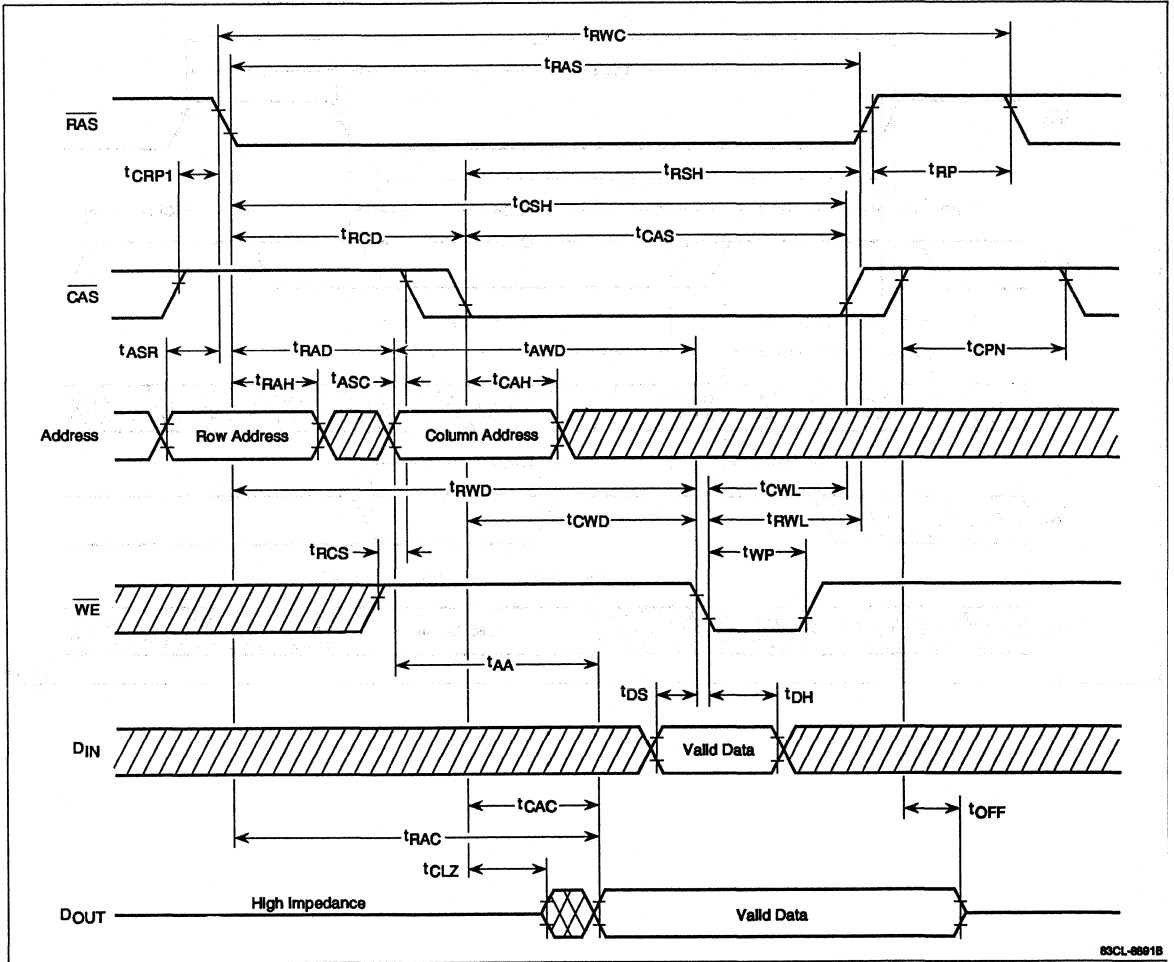 tRWC
tRAS
RAS
tCRP1
tRSH
tRP
tCSH
tRCD
tCAS
CAS
tASR
tRAD
tAWD
tCPN
tRAH
tASC
tCAH
Address
Row Address
Column Address
tRWD
tCWL
tCWD
tRWL
tRCS
tWP
WE
tAA
tDS
tDH
DIN
Valid Data
tCAC
tOFF
tRAC
tCLZ
High Impedance
DOUT
Valid Data
83CL-8691B